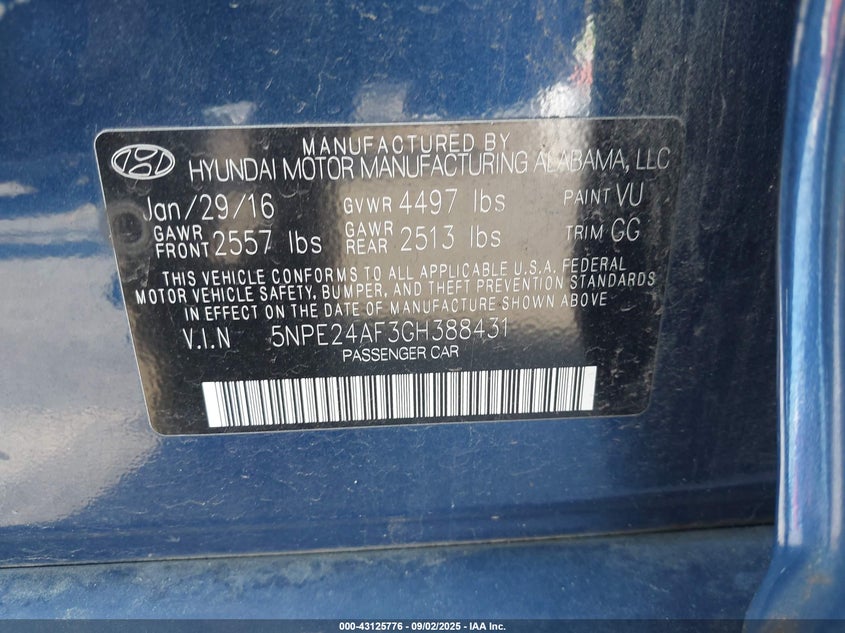 MANUFACTURED BY
HYUNDAI MOTOR MANUFACTURING ALABAMA, LLC
Jan/29/16 GVWR 4497 lbs PAINT VU
GAWR FRONT 2557 lbs GAWR REAR 2513 lbs TRIM GG
THIS VEHICLE CONFORMS TO ALL APPLICABLE U.S.A. FEDERAL
MOTOR VEHICLE SAFETY, BUMPER, AND THEFT PREVENTION STANDARDS
IN EFFECT ON THE DATE OF MANUFACTURE SHOWN ABOVE
V.I.N 5NPE24AF3GH388431
PASSENGER CAR
000-43125776 - 09/02/2025 - IAA Inc.